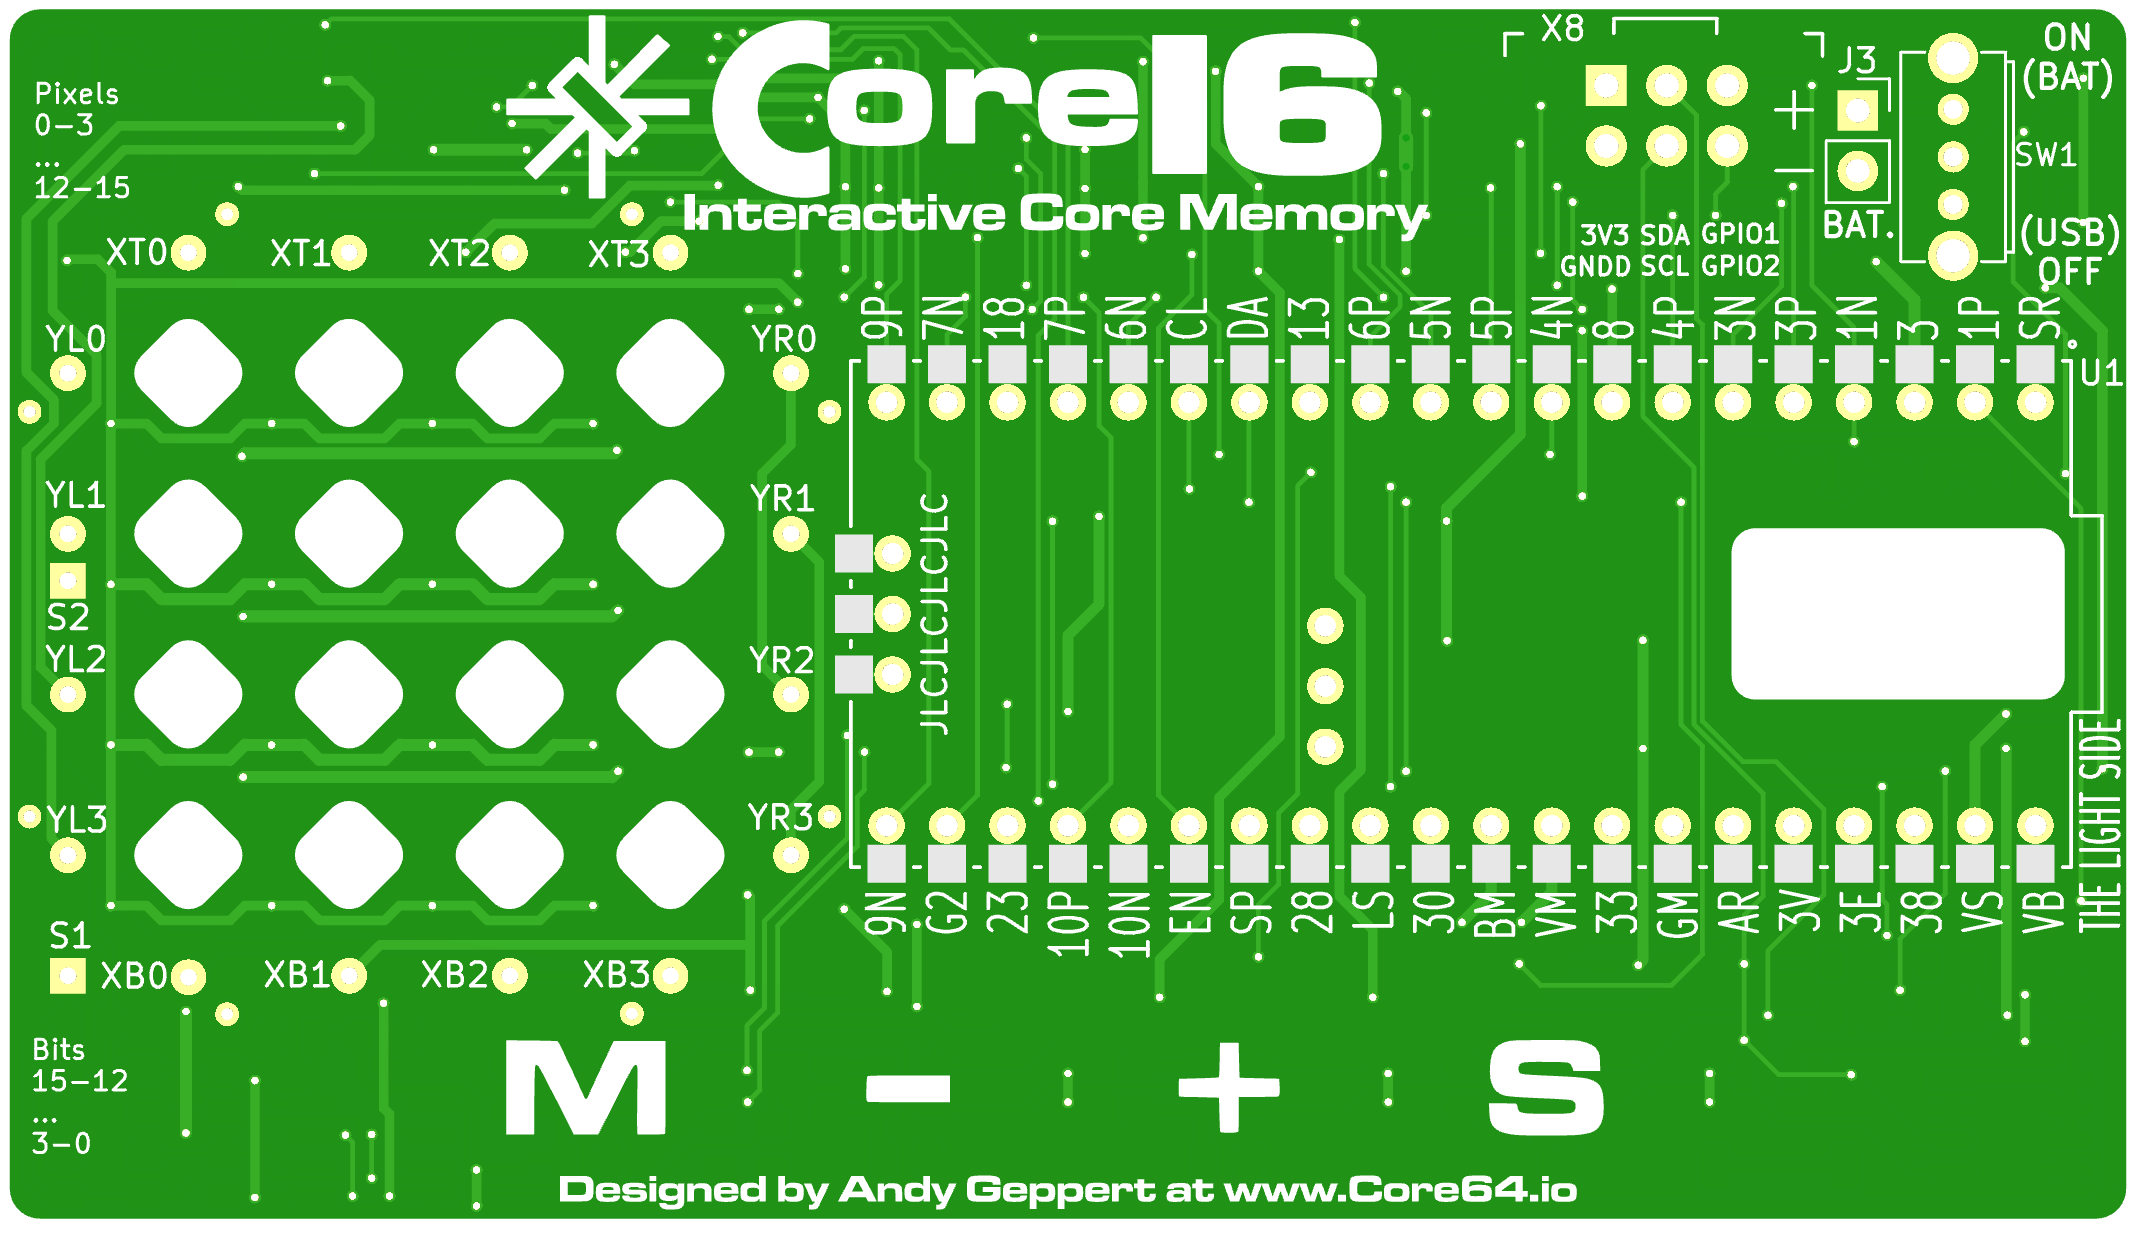 Core16
Interactive Core Memory
Pixels
0-3
...
12-15
X8
J3
+
-
BAT.
ON
(BAT)
SW1
(USB)
OFF
3V3 SDA GPIO1
GNDD SCL GPIO2
XT0 XT1 XT2 XT3
YL0 YR0
9P 7N 18 7P 6N CL DA 13 6P 5N 5P 4N 8 4P 3N 3P 1N 3 1P SR
U1
YL1 YR1
JLCJLCJLCJLCJLC
S2
YL2 YR2
YL3 YR3
9N G2 23 10P 10N EN SP 28 LS 30 BM VM 33 GM AR 3V 3E 38 VS VB
THE LIGHT SIDE
S1
XB0 XB1 XB2 XB3
Bits
15-12
...
3-0
M - + S
Designed by Andy Geppert at www.Core64.io